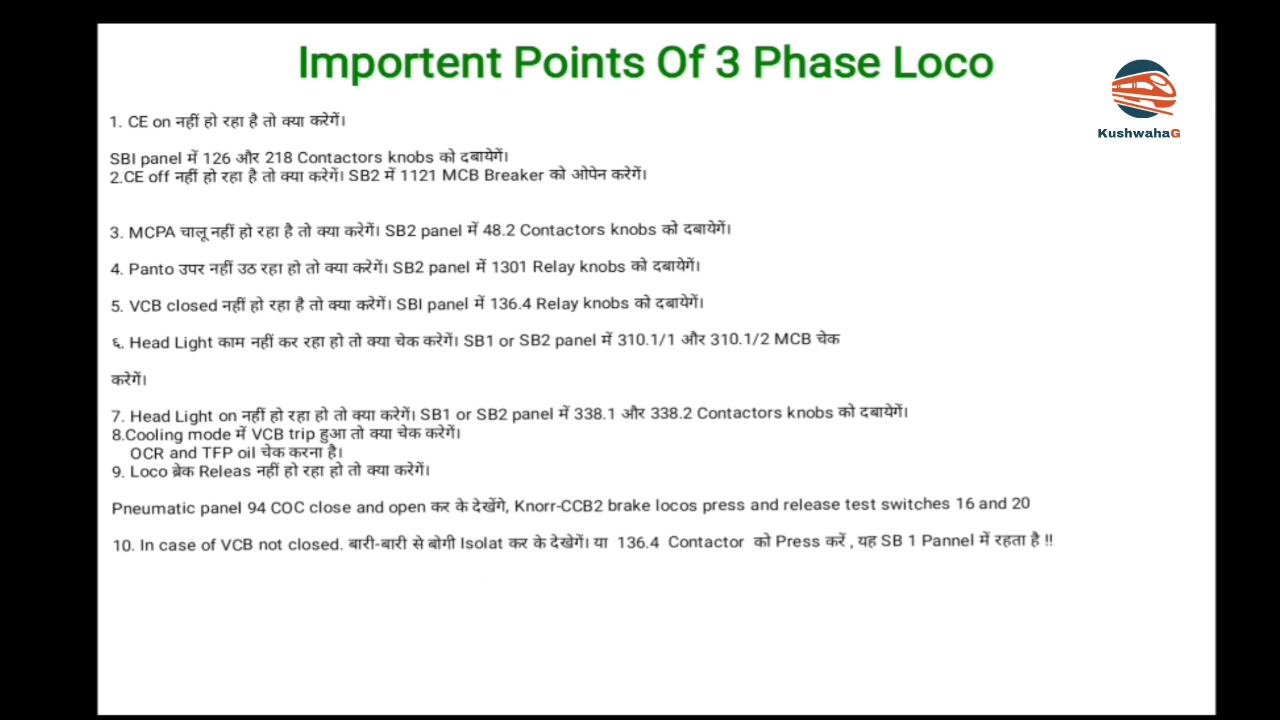 Importent Points Of 3 Phase Loco
KushwahaG
1. CE on नहीं हो रहा है तो क्या करेगें।
SBI panel में 126 और 218 Contactors knobs को दबायेगें।
2.CE off नहीं हो रहा है तो क्या करेगें। SB2 में 1121 MCB Breaker को ओपेन करेगें।
3. MCPA चालू नहीं हो रहा है तो क्या करेगें। SB2 panel में 48.2 Contactors knobs को दबायेगें।
4. Panto उपर नहीं उठ रहा हो तो क्या करेगें। SB2 panel में 1301 Relay knobs को दबायेगें।
5. VCB closed नहीं हो रहा है तो क्या करेगें। SBI panel में 136.4 Relay knobs को दबायेगें।
६. Head Light काम नहीं कर रहा हो तो क्या चेक करेगें। SB1 or SB2 panel में 310.1/1 और 310.1/2 MCB चेक
करेगें।
7. Head Light on नहीं हो रहा हो तो क्या करेगें। SB1 or SB2 panel में 338.1 और 338.2 Contactors knobs को दबायेगें।
8.Cooling mode में VCB trip हुआ तो क्या चेक करेगें।
OCR and TFP oil चेक करना है।
9. Loco ब्रेक Releas नहीं हो रहा हो तो क्या करेगें।
Pneumatic panel 94 COC close and open कर के देखेंगे, Knorr-CCB2 brake locos press and release test switches 16 and 20
10. In case of VCB not closed. बारी-बारी से बोगी Isolat कर के देखेगें। या 136.4 Contactor को Press करें , यह SB 1 Pannel में रहता है !!